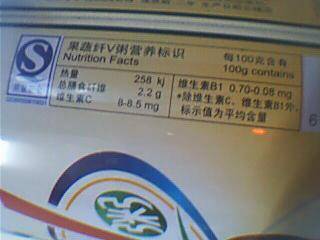 果蔬纤V粥营养标识
Nutrition Facts
每100克含有
100g contains
热量 258 kj
总膳食纤维 2.2 g
维生素C 8-8.5 mg
维生素B1 0.70-0.08 mg
*除维生素C、维生素B1外,
标示值为平均含量